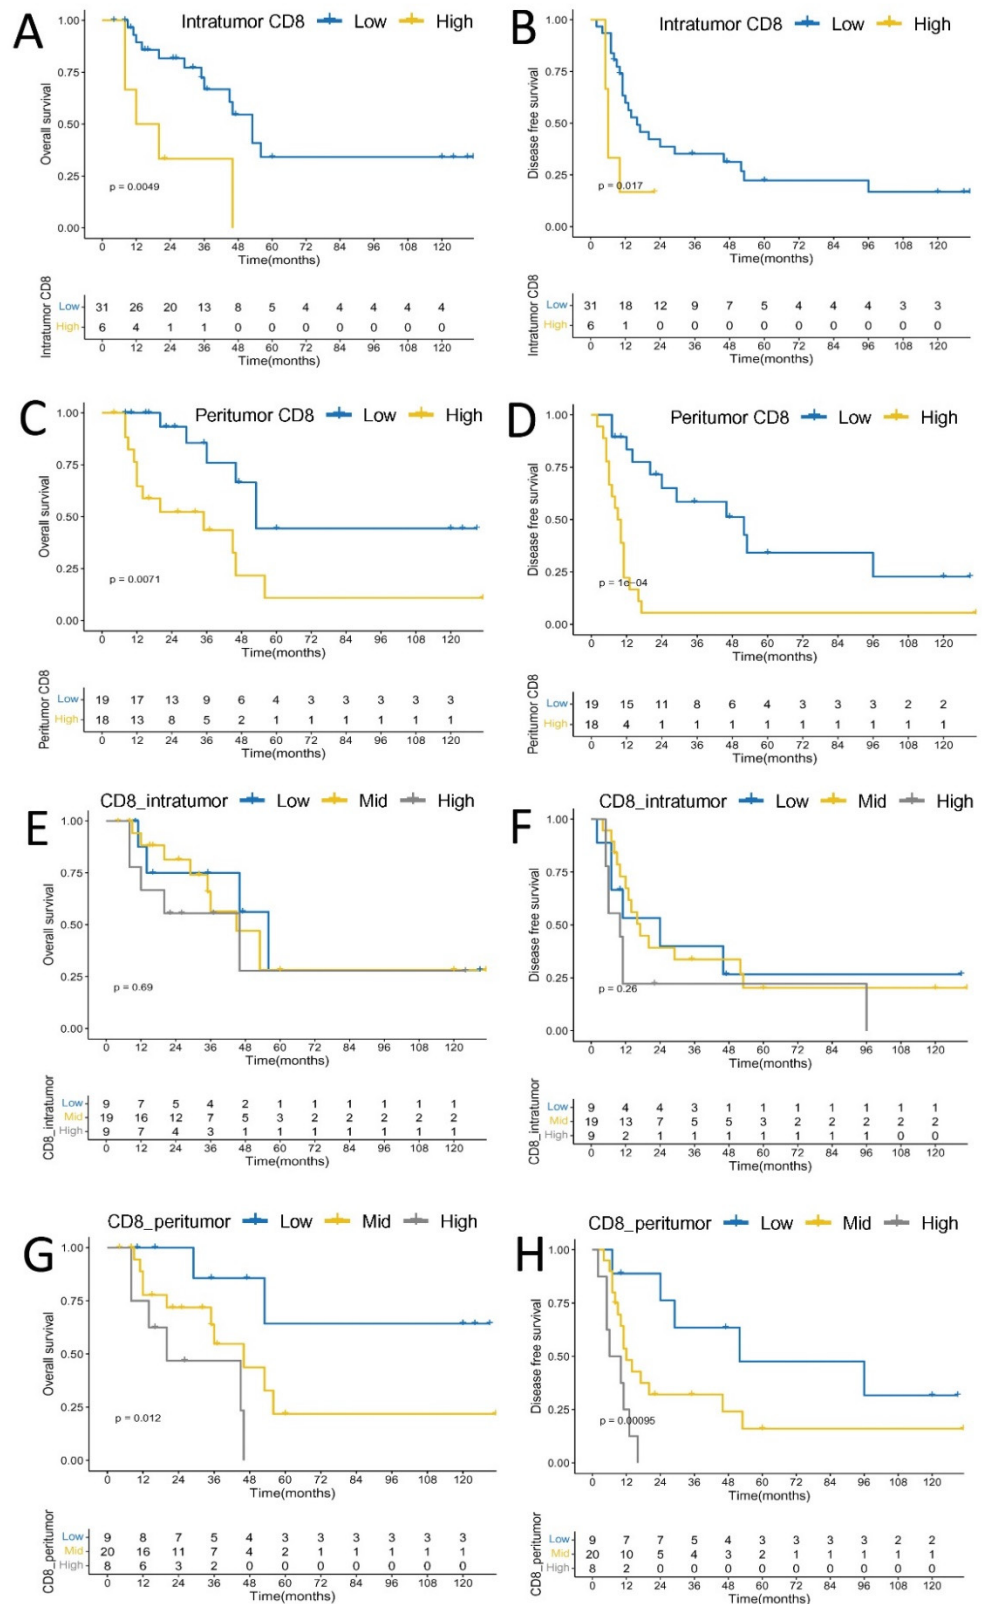 A
Intratumor CD8 Low High
Overall survival
1.00
0.75
0.50
0.25
0.00
p = 0.0049
0 12 24 36 48 60 72 84 96 108 120
Time(months)
Intratumor CD8
Low 31 26 20 13 8 5 4 4 4 4 4
High 6 4 1 1 0 0 0 0 0 0 0
0 12 24 36 48 60 72 84 96 108 120
Time(months)
B
Intratumor CD8 Low High
Disease free survival
1.00
0.75
0.50
0.25
0.00
p = 0.017
0 12 24 36 48 60 72 84 96 108 120
Time(months)
Intratumor CD8
Low 31 18 12 9 7 5 4 4 4 3 3
High 6 1 0 0 0 0 0 0 0 0 0
0 12 24 36 48 60 72 84 96 108 120
Time(months)
C
Peritumor CD8 Low High
Overall survival
1.00
0.75
0.50
0.25
0.00
p = 0.0071
0 12 24 36 48 60 72 84 96 108 120
Time(months)
Peritumor CD8
Low 19 17 13 9 6 4 3 3 3 3 3
High 18 13 8 5 2 1 1 1 1 1 1
0 12 24 36 48 60 72 84 96 108 120
Time(months)
D
Peritumor CD8 Low High
Disease free survival
1.00
0.75
0.50
0.25
0.00
p = 1e-04
0 12 24 36 48 60 72 84 96 108 120
Time(months)
Peritumor CD8
Low 19 15 11 8 6 4 3 3 3 2 2
High 18 4 1 1 1 1 1 1 1 1 1
0 12 24 36 48 60 72 84 96 108 120
Time(months)
E
CD8_intratumor Low Mid High
Overall survival
1.00
0.75
0.50
0.25
0.00
p = 0.69
0 12 24 36 48 60 72 84 96 108 120
Time(months)
CD8_intratumor
Low 9 7 5 4 2 1 1 1 1 1 1
Mid 19 16 12 7 5 3 2 2 2 2 2
High 9 7 4 3 1 1 1 1 1 1 1
0 12 24 36 48 60 72 84 96 108 120
Time(months)
F
CD8_intratumor Low Mid High
Disease free survival
1.00
0.75
0.50
0.25
0.00
p = 0.26
0 12 24 36 48 60 72 84 96 108 120
Time(months)
CD8_intratumor
Low 9 4 4 3 1 1 1 1 1 1 1
Mid 19 13 7 5 5 3 2 2 2 2 2
High 9 2 1 1 1 1 1 1 1 0 0
0 12 24 36 48 60 72 84 96 108 120
Time(months)
G
CD8_peritumor Low Mid High
Overall survival
1.00
0.75
0.50
0.25
0.00
p = 0.012
0 12 24 36 48 60 72 84 96 108 120
Time(months)
CD8_peritumor
Low 9 8 7 5 4 3 3 3 3 3 3
Mid 20 16 11 7 4 2 1 1 1 1 1
High 8 6 3 2 0 0 0 0 0 0 0
0 12 24 36 48 60 72 84 96 108 120
Time(months)
H
CD8_peritumor Low Mid High
Disease free survival
1.00
0.75
0.50
0.25
0.00
p = 0.00095
0 12 24 36 48 60 72 84 96 108 120
Time(months)
CD8_peritumor
Low 9 7 7 5 4 3 3 3 3 2 2
Mid 20 10 5 4 3 2 1 1 1 1 1
High 8 2 0 0 0 0 0 0 0 0 0
0 12 24 36 48 60 72 84 96 108 120
Time(months)